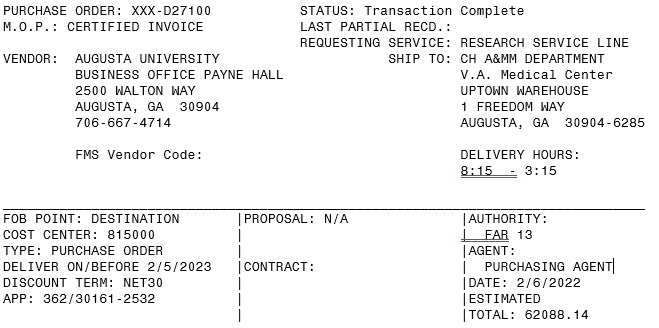 PURCHASE ORDER: XXX-D27100 STATUS: Transaction Complete
M.O.P.: CERTIFIED INVOICE LAST PARTIAL RECD.:
REQUESTING SERVICE: RESEARCH SERVICE LINE
VENDOR: AUGUSTA UNIVERSITY SHIP TO: CH A&MM DEPARTMENT
BUSINESS OFFICE PAYNE HALL V.A. Medical Center
2500 WALTON WAY UPTOWN WAREHOUSE
AUGUSTA, GA 30904 1 FREEDOM WAY
706-667-4714 AUGUSTA, GA 30904-6285
FMS Vendor Code: DELIVERY HOURS:
8:15 - 3:15
FOB POINT: DESTINATION |PROPOSAL: N/A |AUTHORITY:
COST CENTER: 815000 | | FAR 13
TYPE: PURCHASE ORDER | |AGENT:
DELIVER ON/BEFORE 2/5/2023 |CONTRACT: | PURCHASING AGENT
DISCOUNT TERM: NET30 | |DATE: 2/6/2022
APP: 362/30161-2532 | |ESTIMATED
| |TOTAL: 62088.14